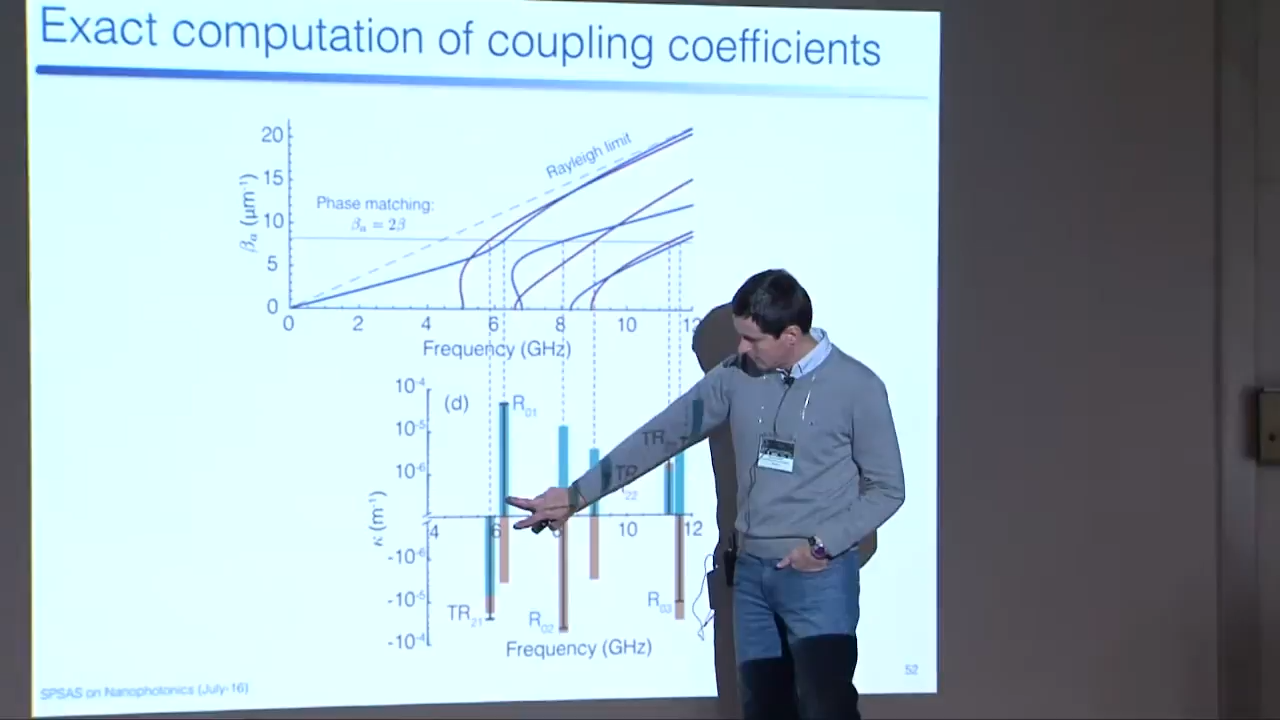 Exact computation of coupling coefficients
20
15
10
5
0
βa (μm⁻¹)
Rayleigh limit
Phase matching:
βa = 2β
0 2 4 6 8 10 12
Frequency (GHz)
10⁻⁴
10⁻⁵
10⁻⁶
-10⁻⁶
-10⁻⁵
-10⁻⁴
κ (m⁻¹)
(d)
R01
TR22
4 6 8 10 12
TR21
R02
R03
Frequency (GHz)
SPSAS on Nanophotonics (July-16)
52